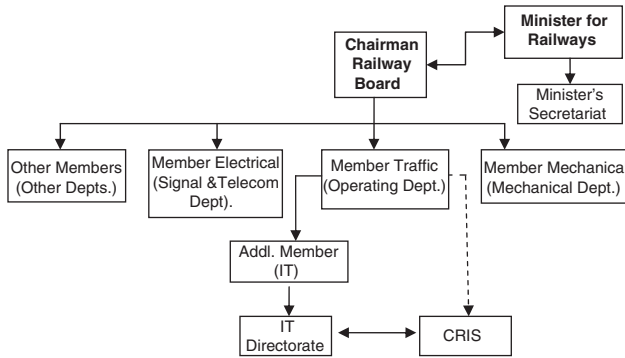 Chairman
Railway
Board
Minister for
Railways
Minister's
Secretariat
Other Members
(Other Depts.)
Member Electrical
(Signal &Telecom
Dept).
Member Traffic
(Operating Dept.)
Member Mechanical
(Mechanical Dept.)
Addl. Member
(IT)
IT
Directorate
CRIS